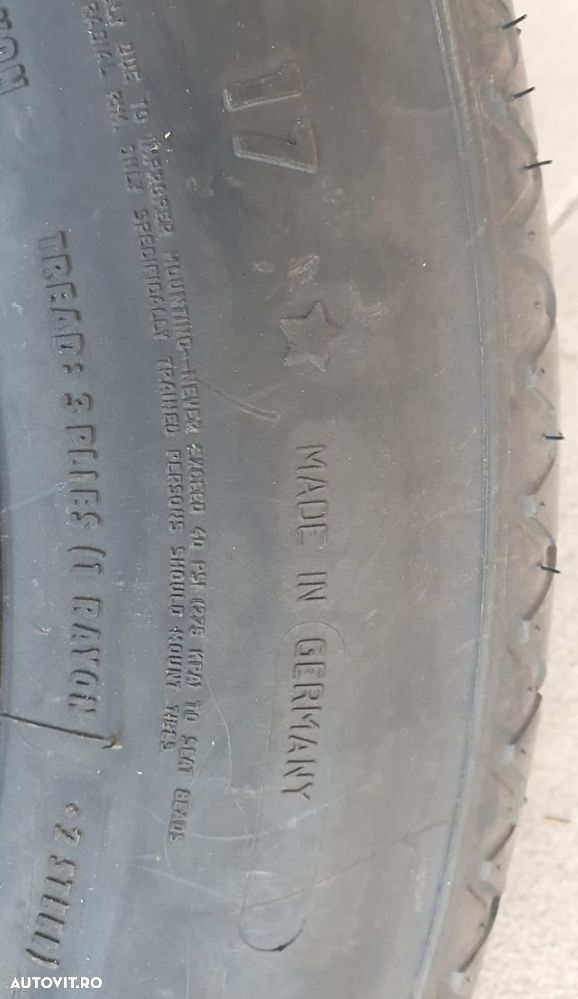 17
MADE IN GERMANY
DUE TO IMPROPER MOUNTING--NEVER EXCEED 40 PSI (275 KPA) TO SEAT BEADS
ONLY SPECIFICALLY TRAINED PERSONS SHOULD MOUNT TIRES
TREAD: 3 PLIES (1 RAYON + 2 STEEL)
AUTOVIT.RO